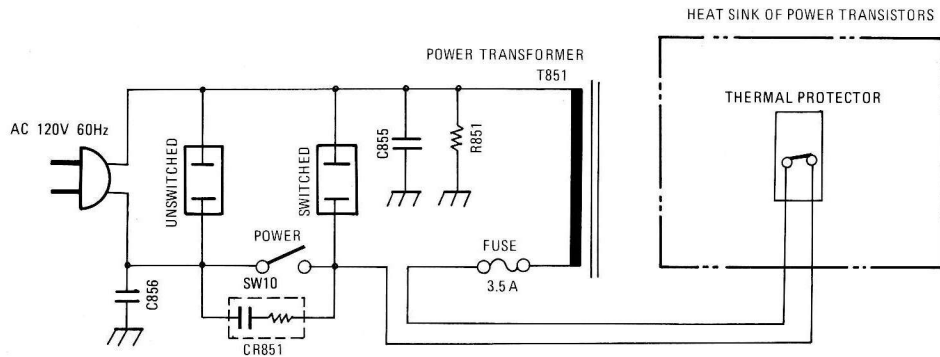 HEAT SINK OF POWER TRANSISTORS
POWER TRANSFORMER
T851
THERMAL PROTECTOR
AC 120V 60Hz
UNSWITCHED
SWITCHED
C855
R851
POWER
SW10
FUSE
3.5 A
C856
CR851